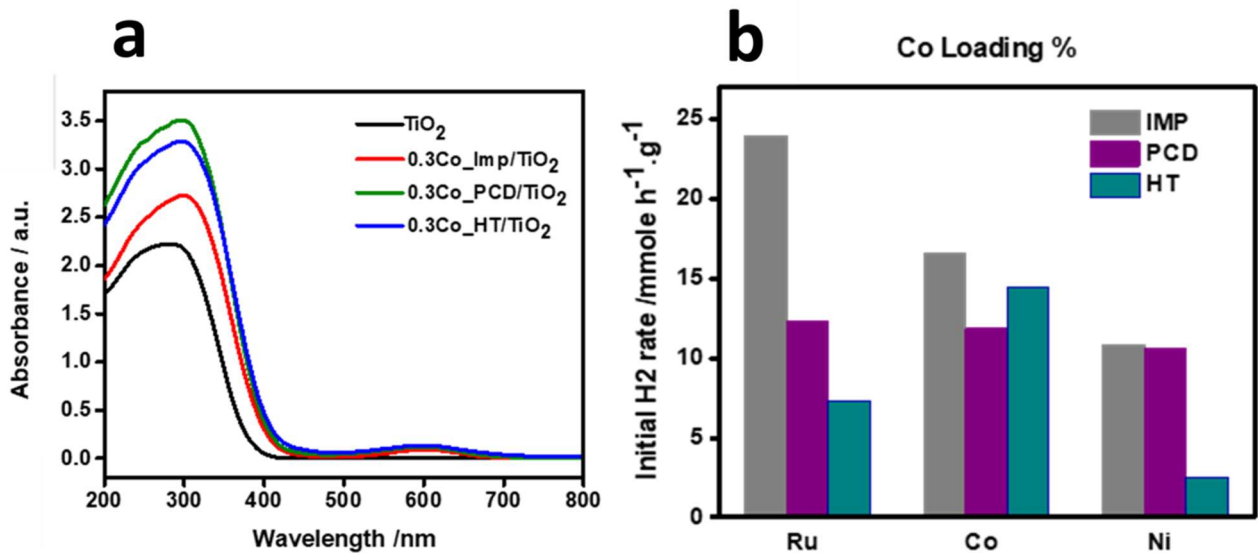 a
3.5
3.0
2.5
2.0
1.5
1.0
0.5
0.0
Absorbance / a.u.
200 300 400 500 600 700 800
Wavelength /nm
TiO₂
0.3Co_Imp/TiO₂
0.3Co_PCD/TiO₂
0.3Co_HT/TiO₂
b
Co Loading %
25
20
15
10
5
0
Initial H2 rate /mmole h⁻¹.g⁻¹
IMP
PCD
HT
Ru Co Ni